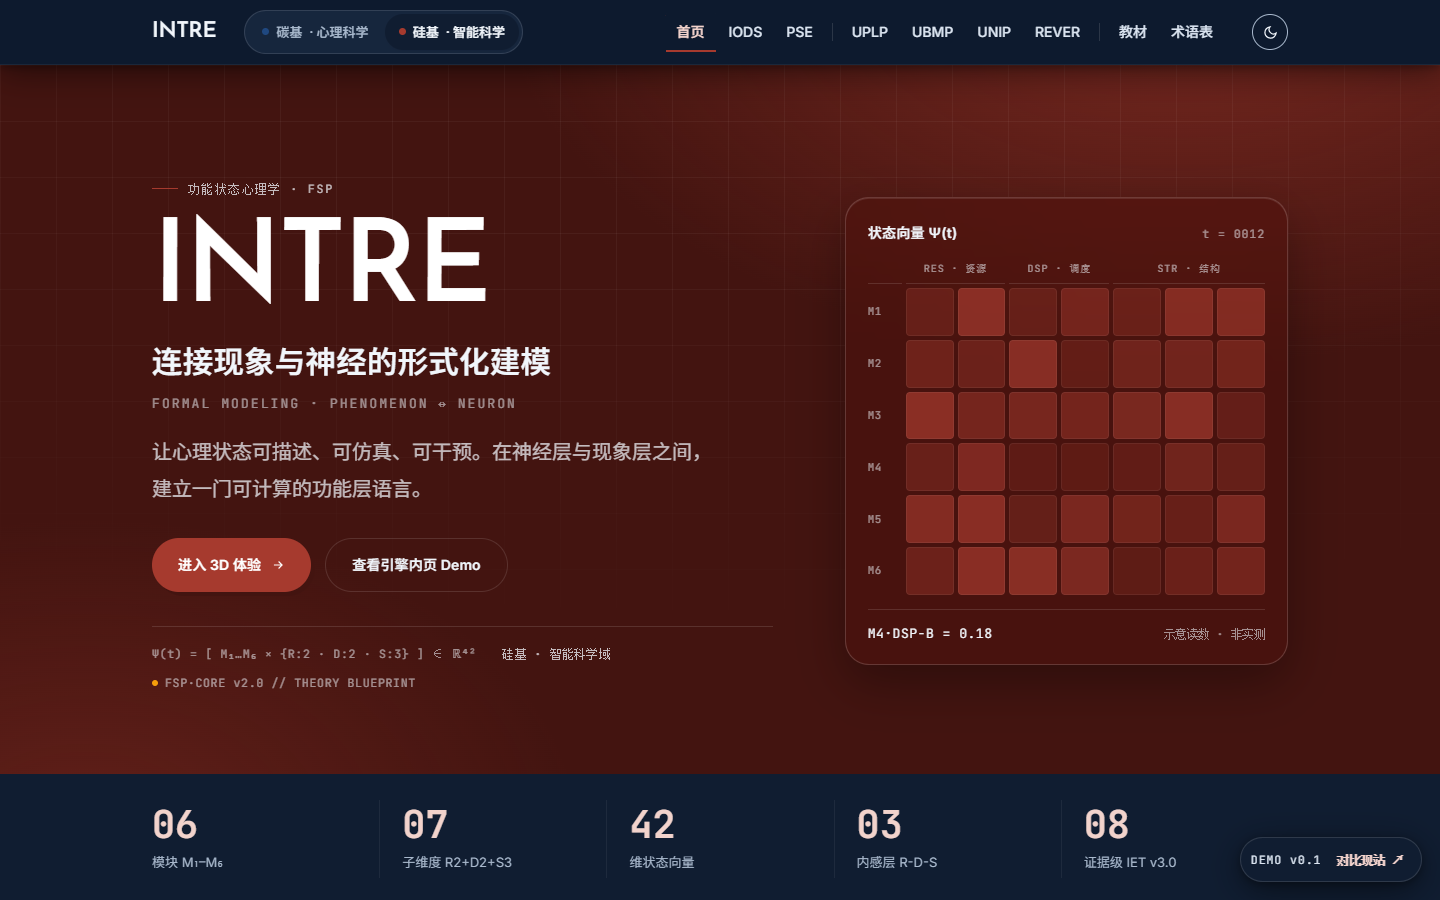 INTRE
碳基 · 心理科学
硅基 · 智能科学
首页
IODS
PSE
UPLP
UBMP
UNIP
REVER
教材
术语表
功能状态心理学 · FSP
INTRE
连接现象与神经的形式化建模
FORMAL MODELING · PHENOMENON ⇔ NEURON
让心理状态可描述、可仿真、可干预。在神经层与现象层之间，
建立一门可计算的功能层语言。
进入 3D 体验 →
查看引擎内页 Demo
Ψ(t) = [ M₁…M₆ × {R:2 · D:2 · S:3} ] ∈ ℝ⁴²
硅基 · 智能科学域
FSP·CORE v2.0 // THEORY BLUEPRINT
状态向量 Ψ(t)
t = 0012
RES · 资源
DSP · 调度
STR · 结构
M1
M2
M3
M4
M5
M6
M4·DSP-B = 0.18
示意读数 · 非实测
06
模块 M₁–M₆
07
子维度 R2+D2+S3
42
维状态向量
03
内感层 R-D-S
08
证据级 IET v3.0
DEMO v0.1
对比现站 ↗